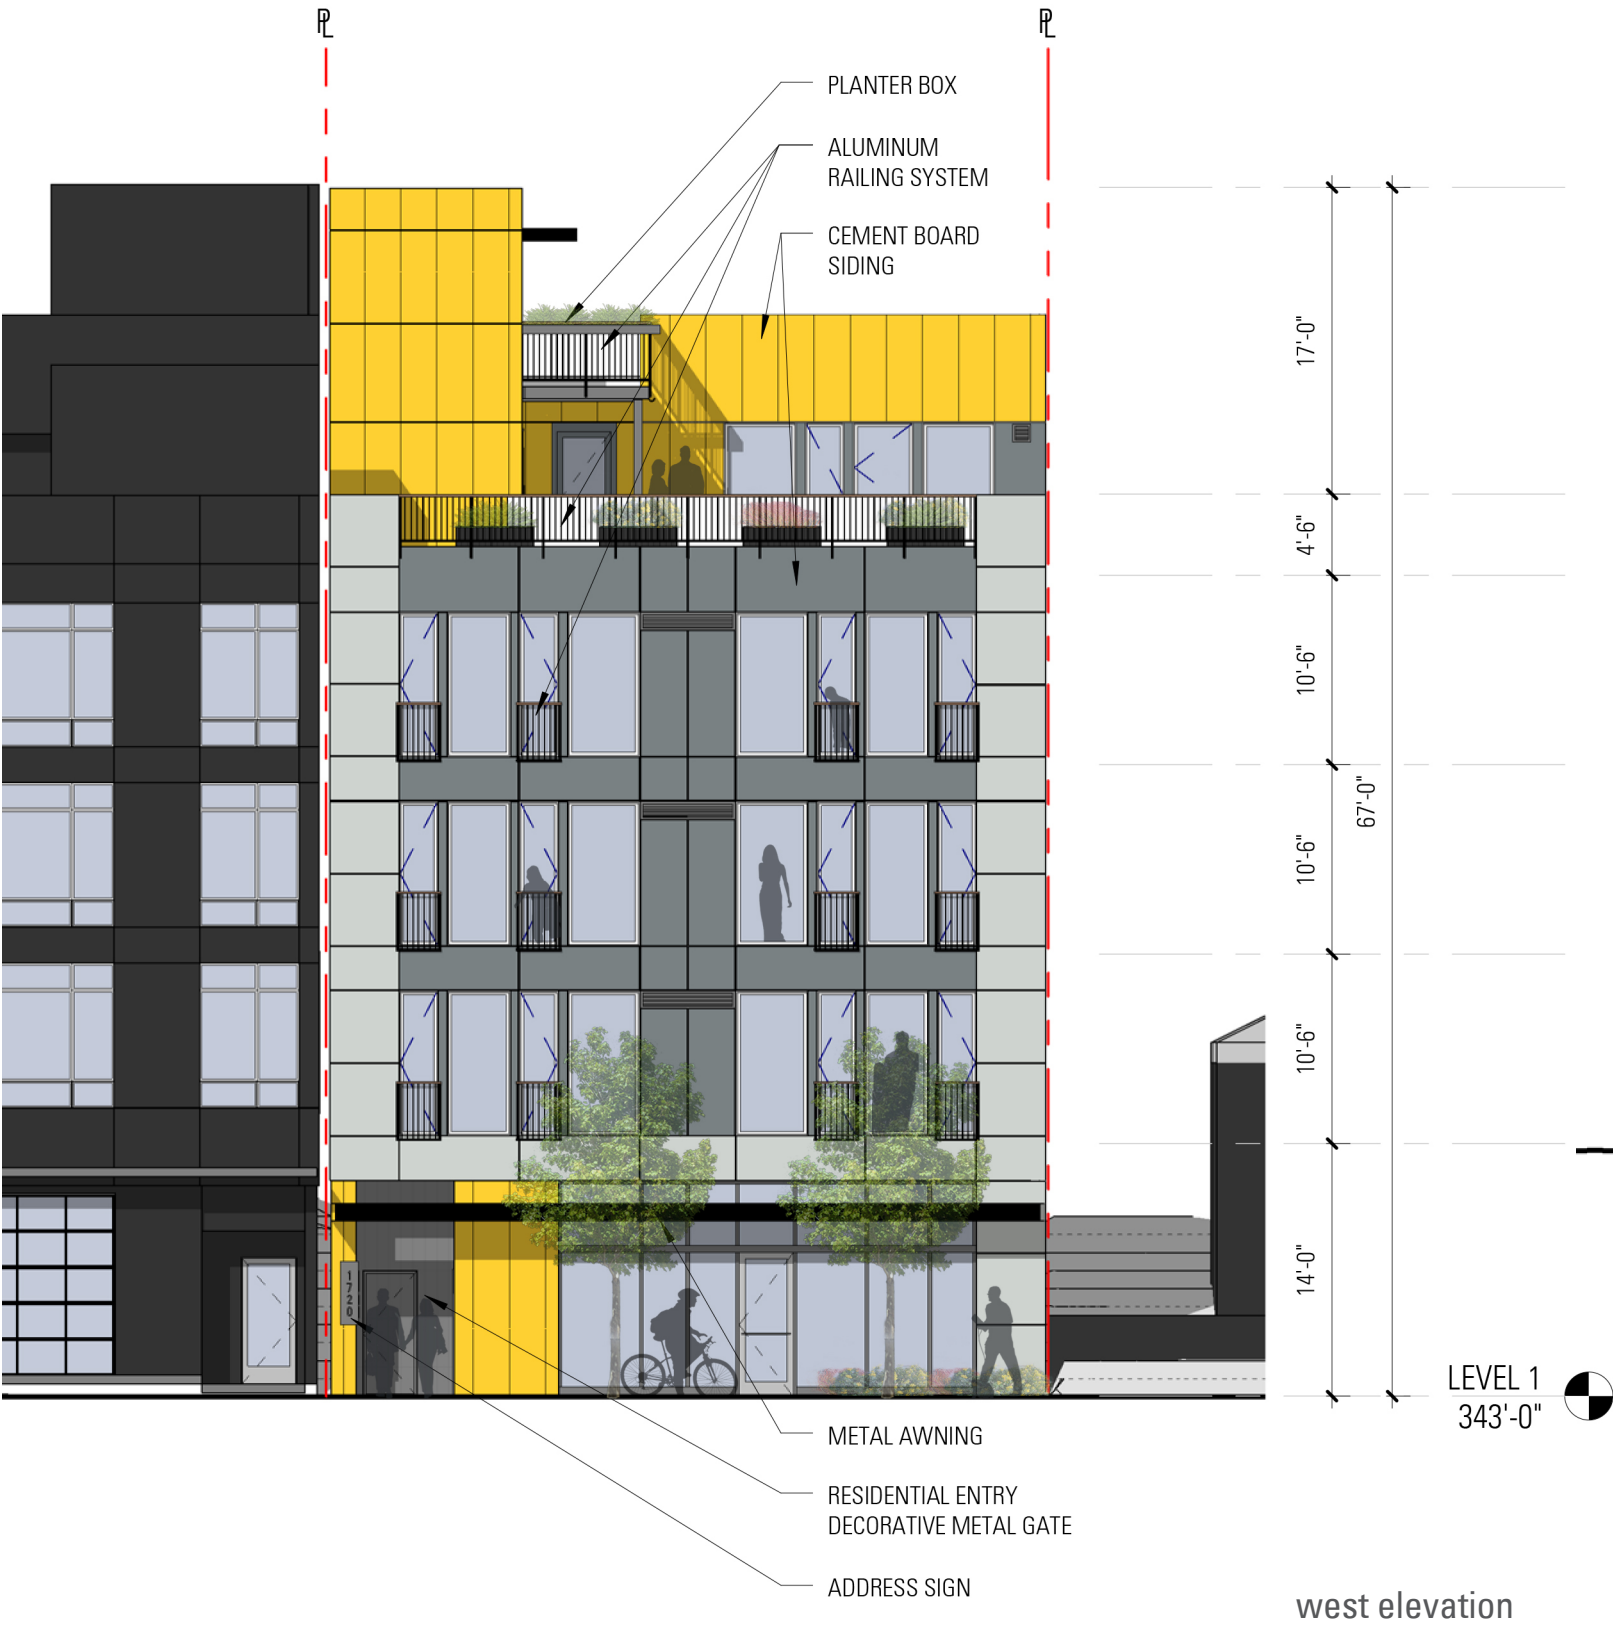 PL
PL
PLANTER BOX
ALUMINUM
RAILING SYSTEM
CEMENT BOARD
SIDING
17'-0"
4'-6"
10'-6"
67'-0"
10'-6"
10'-6"
14'-0"
1720
LEVEL 1
343'-0"
METAL AWNING
RESIDENTIAL ENTRY
DECORATIVE METAL GATE
ADDRESS SIGN
west elevation